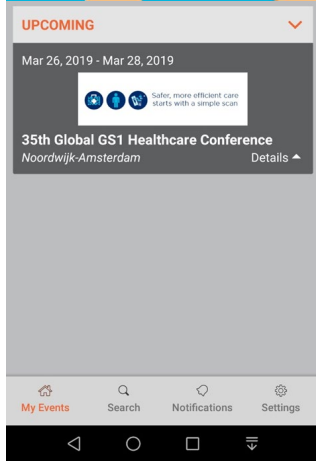 UPCOMING
Mar 26, 2019 - Mar 28, 2019
Safer, more efficient care
starts with a simple scan
35th Global GS1 Healthcare Conference
Noordwijk-Amsterdam Details
My Events Search Notifications Settings